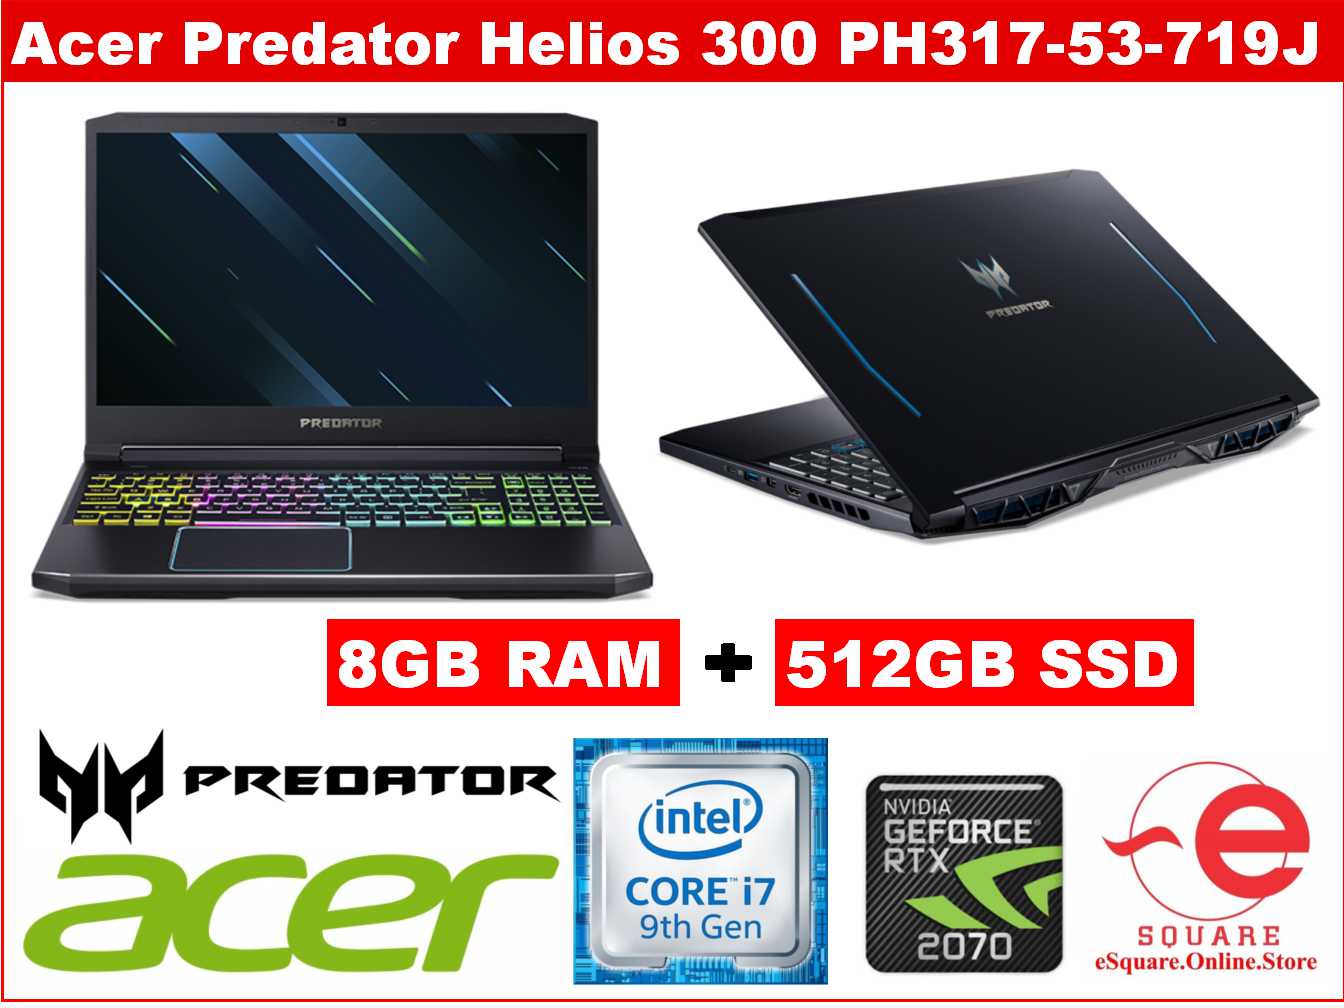 Acer Predator Helios 300 PH317-53-719J
PREDATOR
PREDATOR
8GB RAM + 512GB SSD
PREDATOR
acer
intel®
CORE™ i7
9th Gen
NVIDIA
GEFORCE®
RTX
2070
e
SQUARE
eSquare.Online.Store